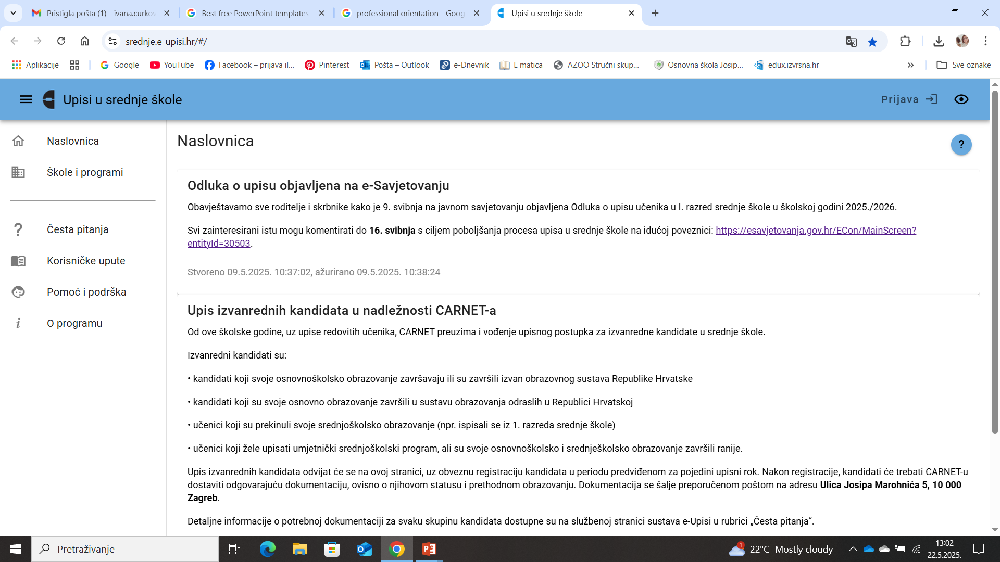 Pristigla pošta (1) - ivana.curkov
Best free PowerPoint templates
professional orientation - Goog
Upisi u srednje škole
srednje.e-upisi.hr/#/
Aplikacije
Google
YouTube
Facebook – prijava il...
Pinterest
Pošta – Outlook
e-Dnevnik
E matica
AZOO Stručni skup...
Osnovna škola Josip...
edux.izvrsna.hr
Sve oznake
Upisi u srednje škole
Prijava
Naslovnica
Škole i programi
Česta pitanja
Korisničke upute
Pomoć i podrška
O programu
Naslovnica
?
Odluka o upisu objavljena na e-Savjetovanju
Obavještavamo sve roditelje i skrbnike kako je 9. svibnja na javnom savjetovanju objavljena Odluka o upisu učenika u I. razred srednje škole u školskoj godini 2025./2026.
Svi zainteresirani istu mogu komentirati do 16. svibnja s ciljem poboljšanja procesa upisa u srednje škole na idućoj poveznici: https://esavjetovanja.gov.hr/ECon/MainScreen?
entityId=30503.
Stvoreno 09.5.2025. 10:37:02, ažurirano 09.5.2025. 10:38:24
Upis izvanrednih kandidata u nadležnosti CARNET-a
Od ove školske godine, uz upise redovitih učenika, CARNET preuzima i vođenje upisnog postupka za izvanredne kandidate u srednje škole.
Izvanredni kandidati su:
• kandidati koji svoje osnovnoškolsko obrazovanje završavaju ili su završili izvan obrazovnog sustava Republike Hrvatske
• kandidati koji su svoje osnovno obrazovanje završili u sustavu obrazovanja odraslih u Republici Hrvatskoj
• učenici koji su prekinuli svoje srednjoškolsko obrazovanje (npr. ispisali se iz 1. razreda srednje škole)
• učenici koji žele upisati umjetnički srednjoškolski program, ali su svoje osnovnoškolsko i srednješkolsko obrazovanje završili ranije.
Upis izvanrednih kandidata odvijat će se na ovoj stranici, uz obveznu registraciju kandidata u periodu predviđenom za pojedini upisni rok. Nakon registracije, kandidati će trebati CARNET-u
dostaviti odgovarajuću dokumentaciju, ovisno o njihovom statusu i prethodnom obrazovanju. Dokumentacija se šalje preporučenom poštom na adresu Ulica Josipa Marohnića 5, 10 000
Zagreb.
Detaljne informacije o potrebnoj dokumentaciji za svaku skupinu kandidata dostupne su na službenoj stranici sustava e-Upisi u rubrici „Česta pitanja“.
Pretraživanje
1
22°C Mostly cloudy
13:02
22.5.2025.